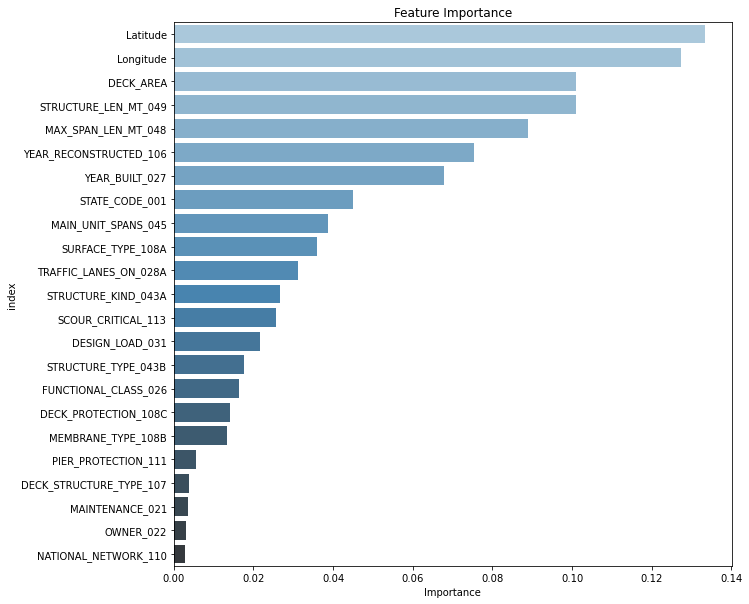 Feature Importance
Latitude
Longitude
DECK_AREA
STRUCTURE_LEN_MT_049
MAX_SPAN_LEN_MT_048
YEAR_RECONSTRUCTED_106
YEAR_BUILT_027
STATE_CODE_001
MAIN_UNIT_SPANS_045
SURFACE_TYPE_108A
TRAFFIC_LANES_ON_028A
STRUCTURE_KIND_043A
SCOUR_CRITICAL_113
DESIGN_LOAD_031
STRUCTURE_TYPE_043B
FUNCTIONAL_CLASS_026
DECK_PROTECTION_108C
MEMBRANE_TYPE_108B
PIER_PROTECTION_111
DECK_STRUCTURE_TYPE_107
MAINTENANCE_021
OWNER_022
NATIONAL_NETWORK_110
index
0.00 0.02 0.04 0.06 0.08 0.10 0.12 0.14
Importance